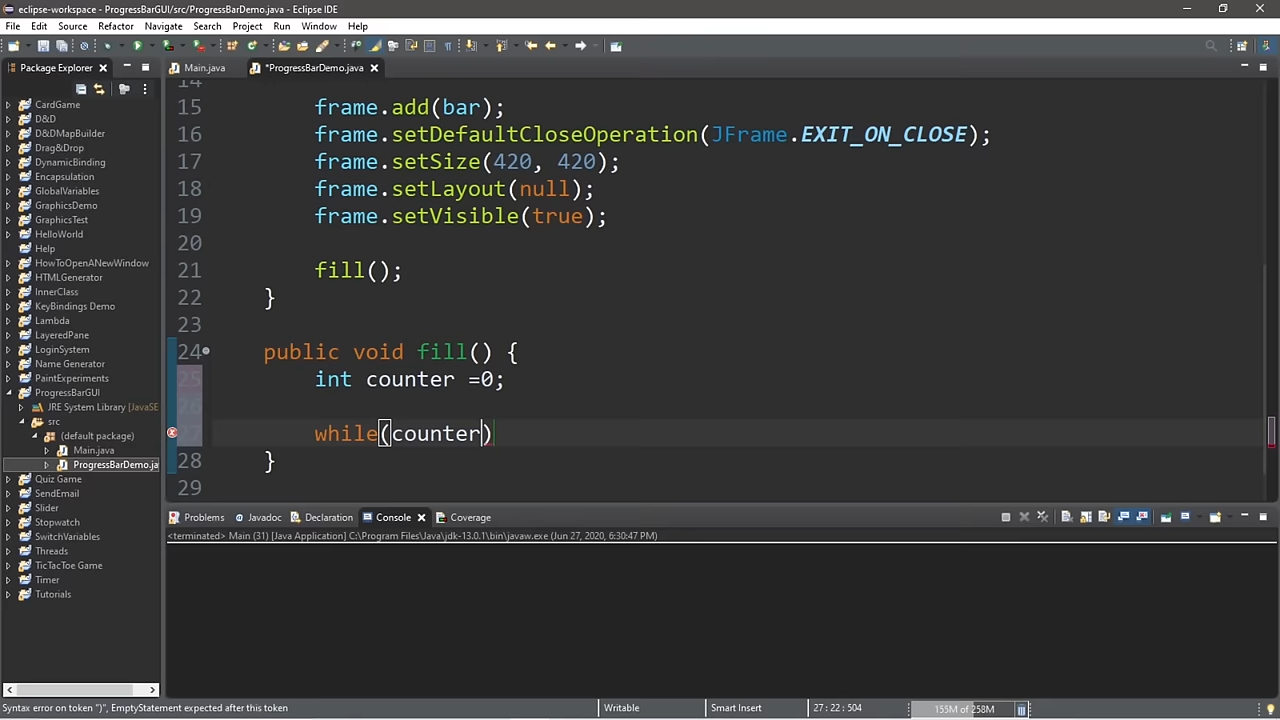 eclipse-workspace - ProgressBarGUI/src/ProgressBarDemo.java - Eclipse IDE
File Edit Source Refactor Navigate Search Project Run Window Help
Package Explorer
Main.java
*ProgressBarDemo.java
CardGame
D&D
D&DMapBuilder
Drag&Drop
DynamicBinding
Encapsulation
GlobalVariables
GraphicsDemo
GraphicsTest
HelloWorld
Help
HowToOpenANewWindow
HTMLGenerator
InnerClass
KeyBindings Demo
Lambda
LayeredPane
LoginSystem
Name Generator
PaintExperiments
ProgressBarGUI
JRE System Library [JavaSE
src
(default package)
Main.java
ProgressBarDemo.ja
Quiz Game
SendEmail
Slider
Stopwatch
SwitchVariables
Threads
TicTacToe Game
Timer
Tutorials
14
15 frame.add(bar);
16 frame.setDefaultCloseOperation(JFrame.EXIT_ON_CLOSE);
17 frame.setSize(420, 420);
18 frame.setLayout(null);
19 frame.setVisible(true);
20
21 fill();
22 }
23
24 public void fill() {
25 int counter =0;
26
27 while(counter)
28 }
29
Problems Javadoc Declaration Console Coverage
<terminated> Main (31) [Java Application] C:\Program Files\Java\jdk-13.0.1\bin\javaw.exe (Jun 27, 2020, 6:30:47 PM)
Syntax error on token ")", EmptyStatement expected after this token
Writable
Smart Insert
27 : 22 : 504
155M of 258M